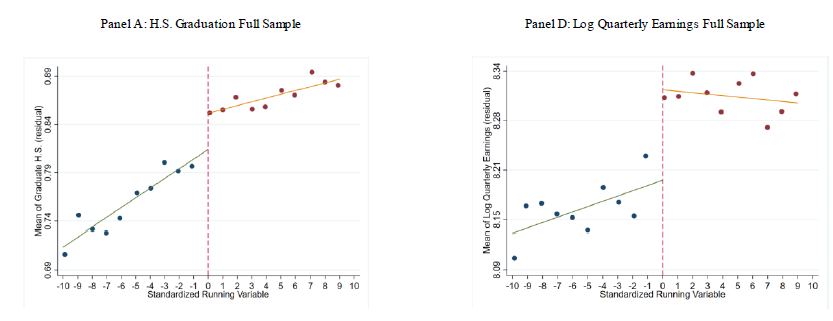 Panel A: H.S. Graduation Full Sample
Mean of Graduate H.S. (residual)
0.89
0.84
0.79
0.74
0.69
-10 -9 -8 -7 -6 -5 -4 -3 -2 -1 0 1 2 3 4 5 6 7 8 9 10
Standardized Running Variable
Panel D: Log Quarterly Earnings Full Sample
Mean of Log Quarterly Earnings (residual)
8.34
8.28
8.21
8.15
8.09
-10 -9 -8 -7 -6 -5 -4 -3 -2 -1 0 1 2 3 4 5 6 7 8 9 10
Standardized Running Variable